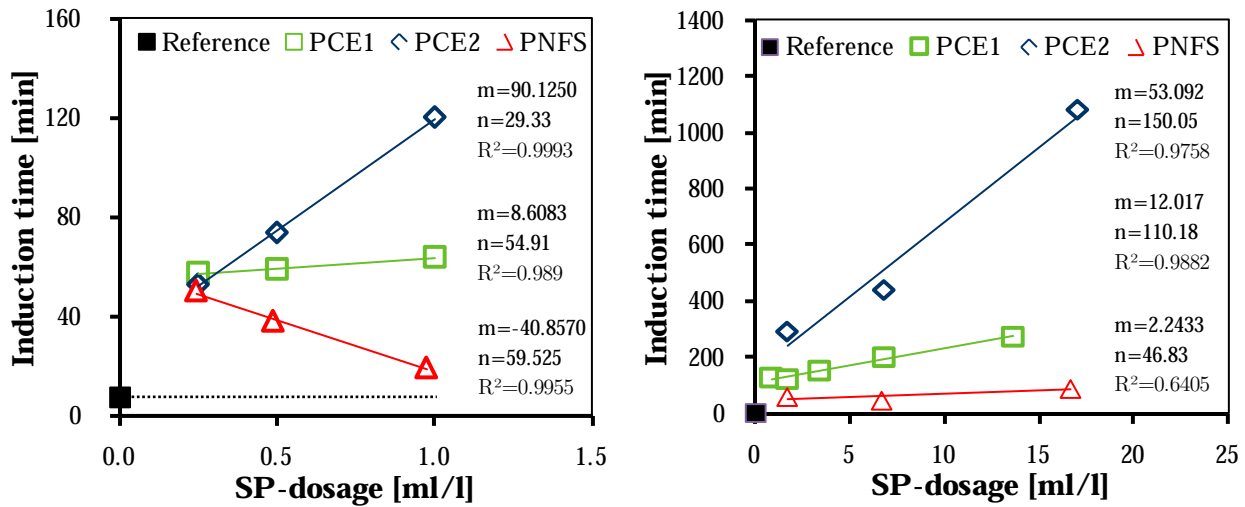 160
120
80
40
0
0.0
0.5
1.0
1.5
Induction time [min]
SP-dosage [ml/l]
Reference PCE1 PCE2 PNFS
m=90.1250
n=29.33
R²=0.9993
m=8.6083
n=54.91
R²=0.989
m=-40.8570
n=59.525
R²=0.9955
1400
1200
1000
800
600
400
200
0
0
5
10
15
20
25
Induction time [min]
SP-dosage [ml/l]
Reference PCE1 PCE2 PNFS
m=53.092
n=150.05
R²=0.9758
m=12.017
n=110.18
R²=0.9882
m=2.2433
n=46.83
R²=0.6405